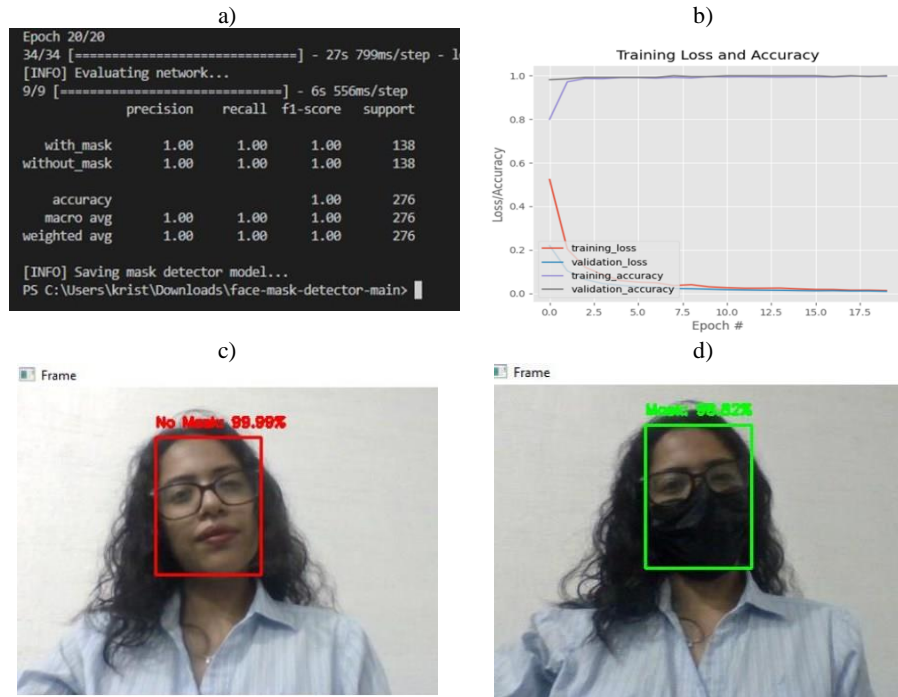 a)
Epoch 20/20
34/34 [==============================] - 27s 799ms/step - l
[INFO] Evaluating network...
9/9 [==============================] - 6s 556ms/step
precision recall f1-score support
with_mask 1.00 1.00 1.00 138
without_mask 1.00 1.00 1.00 138
accuracy 1.00 276
macro avg 1.00 1.00 1.00 276
weighted avg 1.00 1.00 1.00 276
[INFO] Saving mask detector model...
PS C:\Users\krist\Downloads\face-mask-detector-main>
b)
Training Loss and Accuracy
Loss/Accuracy
1.0
0.8
0.6
0.4
0.2
0.0
training_loss
validation_loss
training_accuracy
validation_accuracy
0.0 2.5 5.0 7.5 10.0 12.5 15.0 17.5
Epoch #
c)
Frame
No Mask: 99.99%
d)
Frame
Mask: